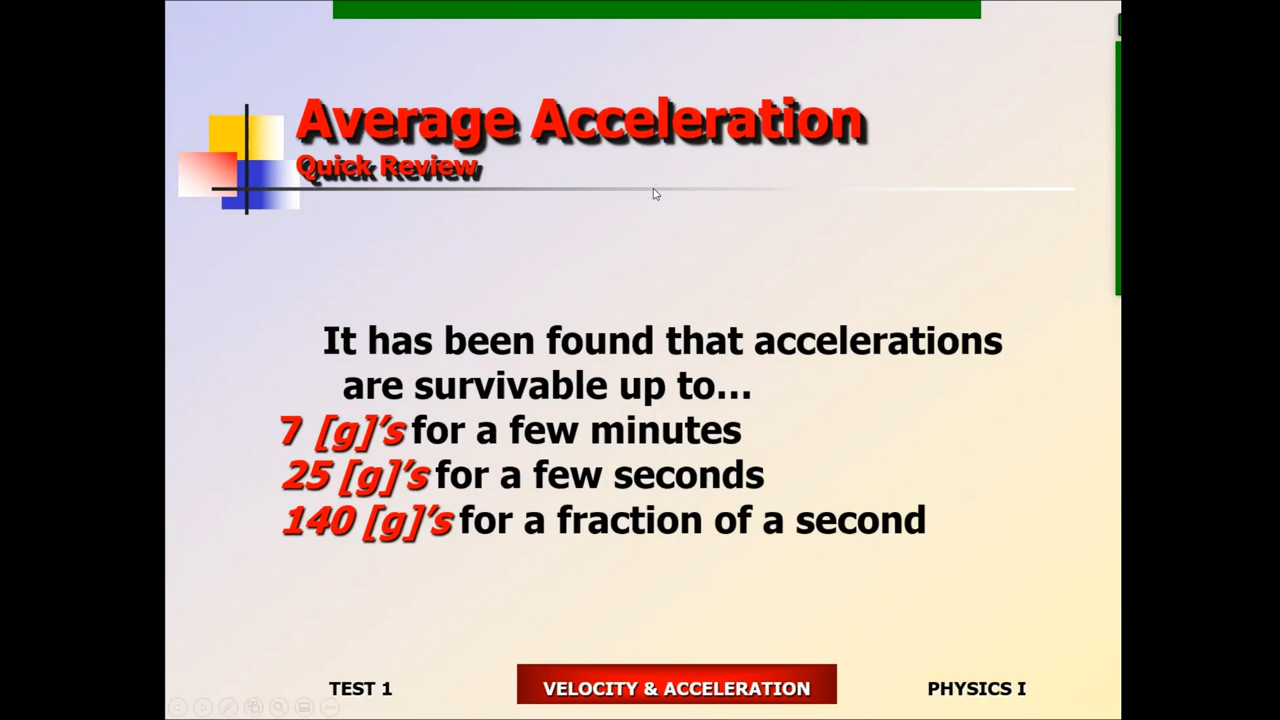 Average Acceleration
Quick Review
It has been found that accelerations
are survivable up to...
7 [g]’s for a few minutes
25 [g]’s for a few seconds
140 [g]’s for a fraction of a second
TEST 1
VELOCITY & ACCELERATION
PHYSICS I